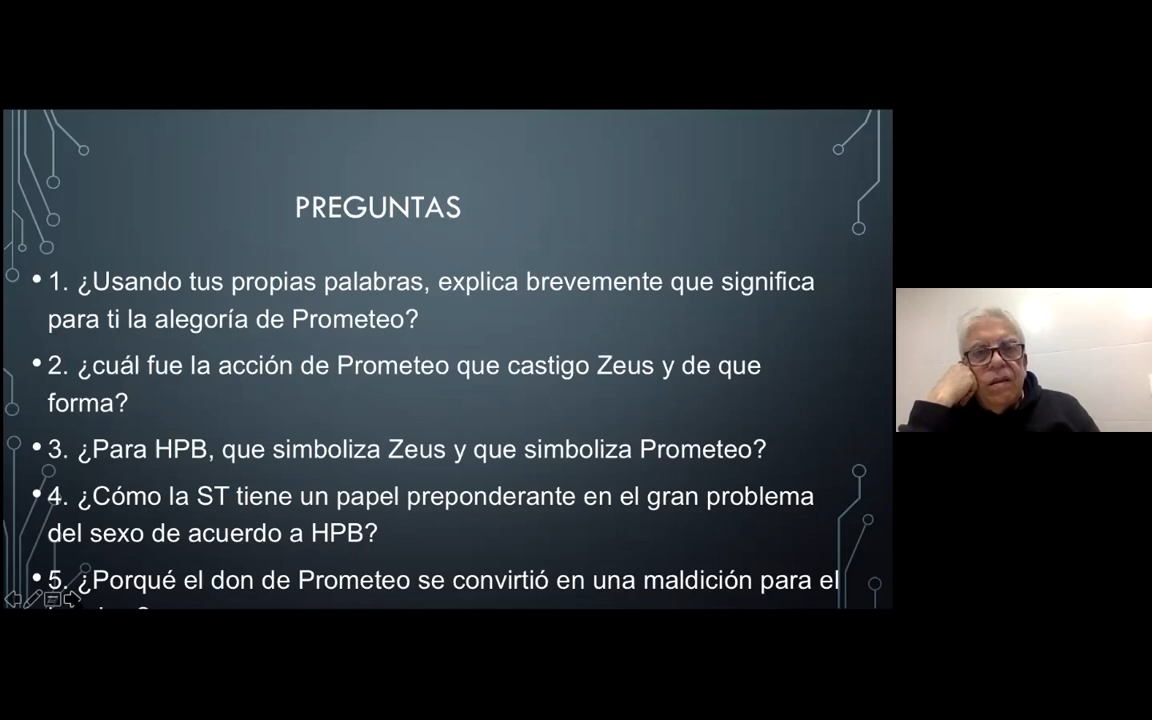 PREGUNTAS
• 1. ¿Usando tus propias palabras, explica brevemente que significa
para ti la alegoría de Prometeo?
• 2. ¿cuál fue la acción de Prometeo que castigo Zeus y de que
forma?
• 3. ¿Para HPB, que simboliza Zeus y que simboliza Prometeo?
• 4. ¿Cómo la ST tiene un papel preponderante en el gran problema
del sexo de acuerdo a HPB?
• 5. ¿Porqué el don de Prometeo se convirtió en una maldición para el